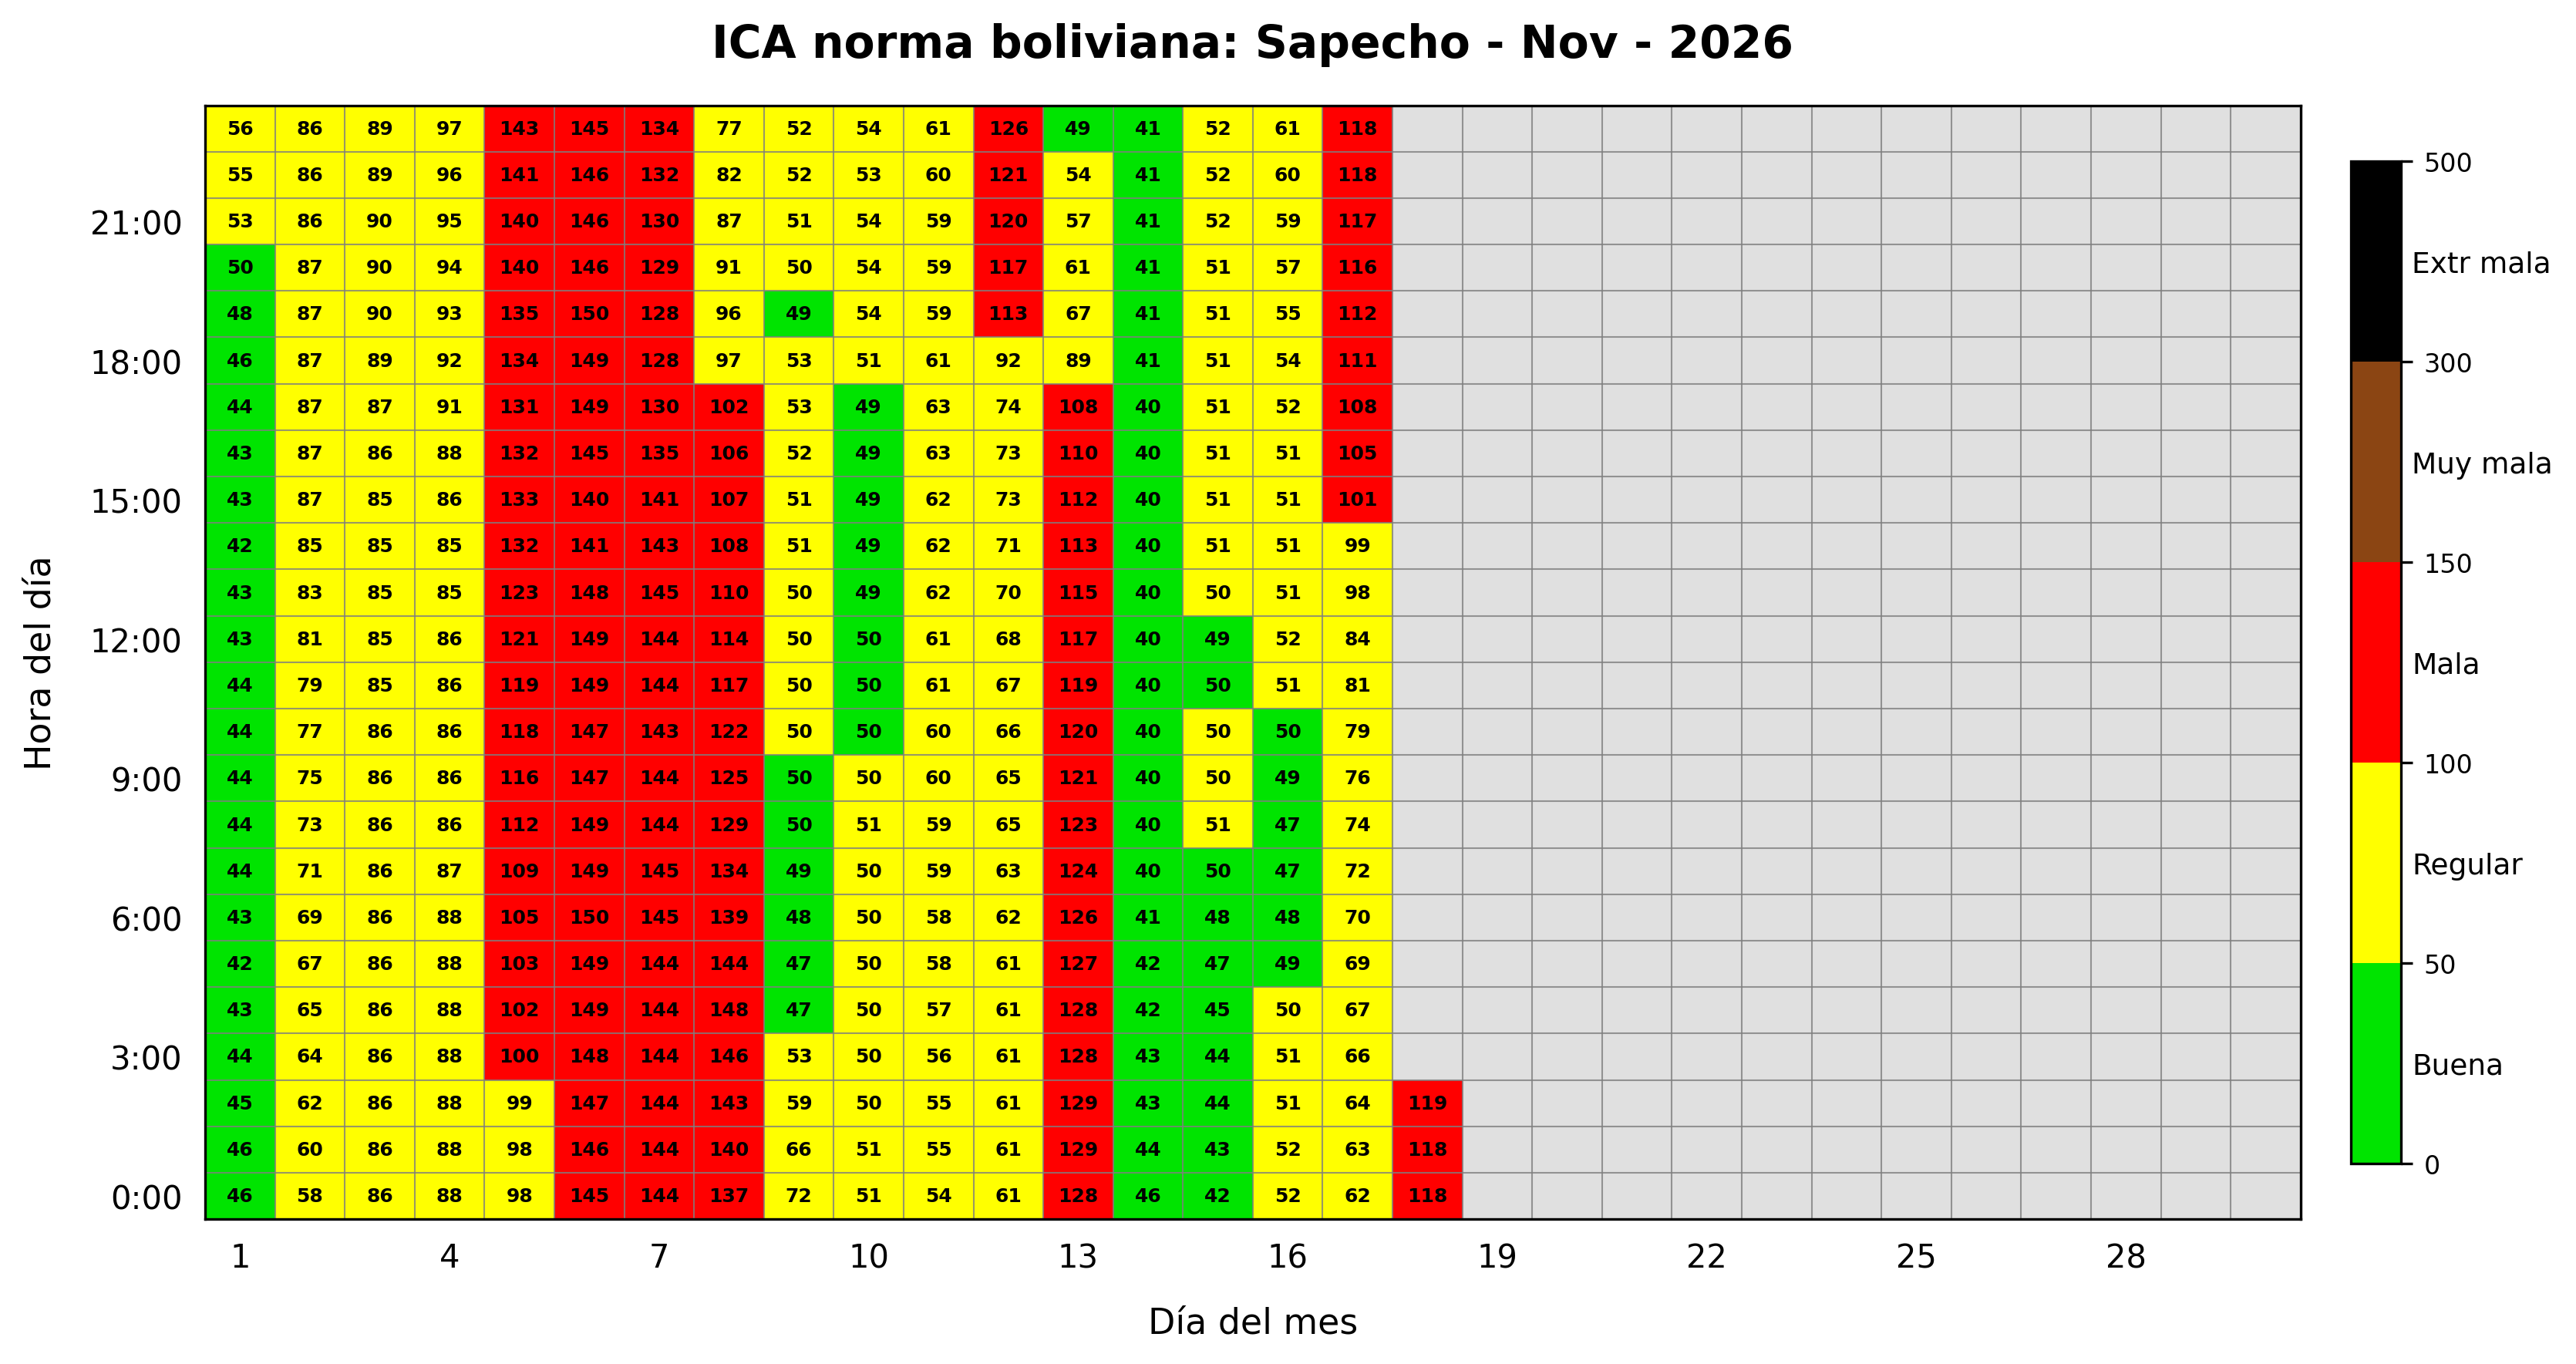 ICA norma boliviana: Sapecho - Nov - 2026
56 86 89 97 143 145 134 77 52 54 61 126 49 41 52 61 118
55 86 89 96 141 146 132 82 52 53 60 121 54 41 52 60 118
21:00 53 86 90 95 140 146 130 87 51 54 59 120 57 41 52 59 117
50 87 90 94 140 146 129 91 50 54 59 117 61 41 51 57 116
48 87 90 93 135 150 128 96 49 54 59 113 67 41 51 55 112
18:00 46 87 89 92 134 149 128 97 53 51 61 92 89 41 51 54 111
44 87 87 91 131 149 130 102 53 49 63 74 108 40 51 52 108
43 87 86 88 132 145 135 106 52 49 63 73 110 40 51 51 105
15:00 43 87 85 86 133 140 141 107 51 49 62 73 112 40 51 51 101
42 85 85 85 132 141 143 108 51 49 62 71 113 40 51 51 99
43 83 85 85 123 148 145 110 50 49 62 70 115 40 50 51 98
12:00 43 81 85 86 121 149 144 114 50 50 61 68 117 40 49 52 84
44 79 85 86 119 149 144 117 50 50 61 67 119 40 50 51 81
44 77 86 86 118 147 143 122 50 50 60 66 120 40 50 50 79
9:00 44 75 86 86 116 147 144 125 50 50 60 65 121 40 50 49 76
44 73 86 86 112 149 144 129 50 51 59 65 123 40 51 47 74
44 71 86 87 109 149 145 134 49 50 59 63 124 40 50 47 72
6:00 43 69 86 88 105 150 145 139 48 50 58 62 126 41 48 48 70
42 67 86 88 103 149 144 144 47 50 58 61 127 42 47 49 69
43 65 86 88 102 149 144 148 47 50 57 61 128 42 45 50 67
3:00 44 64 86 88 100 148 144 146 53 50 56 61 128 43 44 51 66
45 62 86 88 99 147 144 143 59 50 55 61 129 43 44 51 64 119
46 60 86 88 98 146 144 140 66 51 55 61 129 44 43 52 63 118
0:00 46 58 86 88 98 145 144 137 72 51 54 61 128 46 42 52 62 118
1 4 7 10 13 16 19 22 25 28
Día del mes
Hora del día
500
Extr mala
300
Muy mala
150
Mala
100
Regular
50
Buena
0